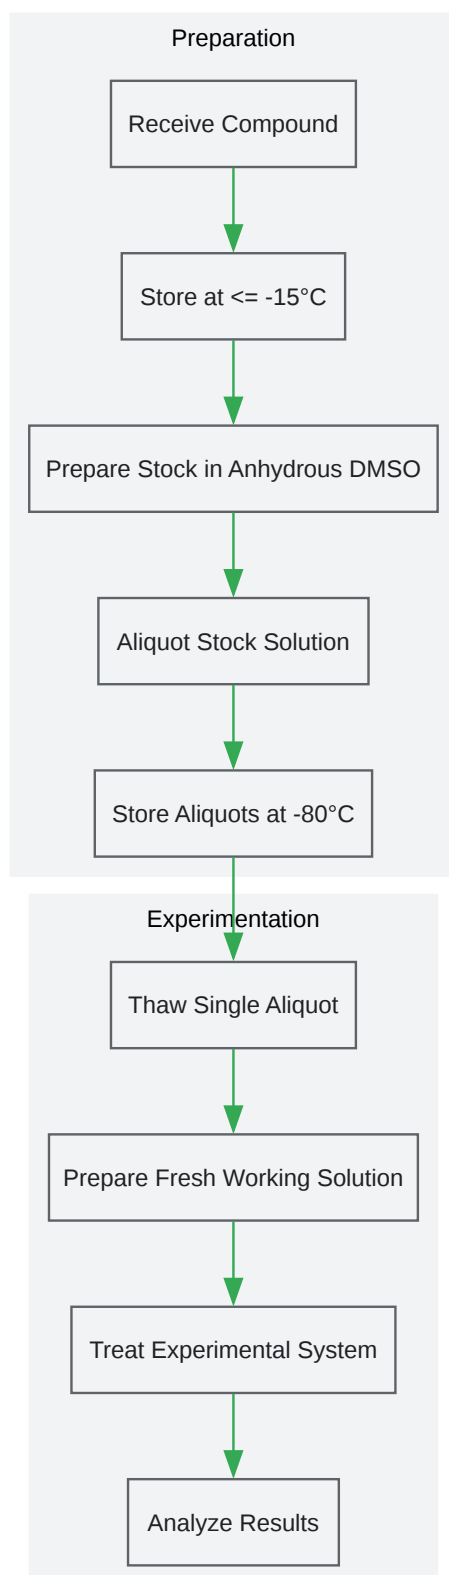 Preparation
Receive Compound
Store at <= -15°C
Prepare Stock in Anhydrous DMSO
Aliquot Stock Solution
Store Aliquots at -80°C
Experimentation
Thaw Single Aliquot
Prepare Fresh Working Solution
Treat Experimental System
Analyze Results